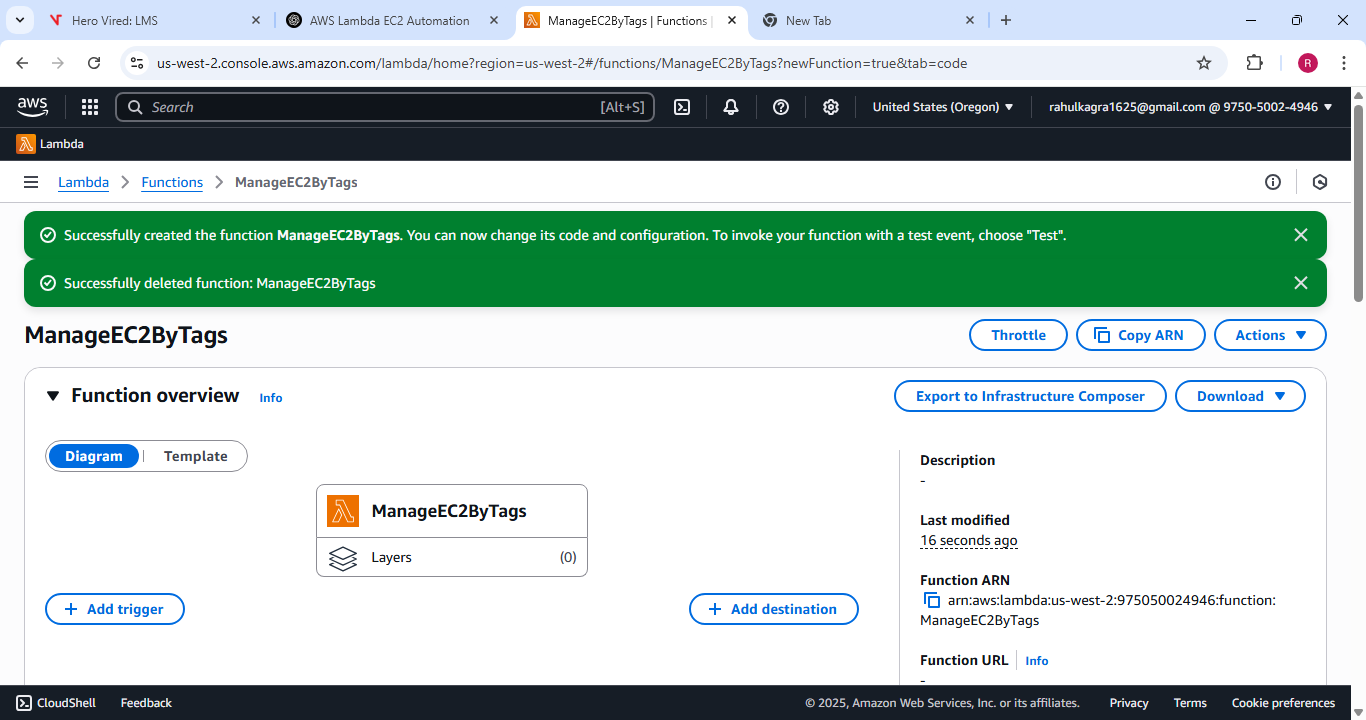 Hero Vired: LMS
AWS Lambda EC2 Automation
ManageEC2ByTags | Functions |
New Tab
us-west-2.console.aws.amazon.com/lambda/home?region=us-west-2#/functions/ManageEC2ByTags?newFunction=true&tab=code
R
aws
Search
[Alt+S]
United States (Oregon)
rahulkagra1625@gmail.com @ 9750-5002-4946
Lambda
Lambda > Functions > ManageEC2ByTags
Successfully created the function ManageEC2ByTags. You can now change its code and configuration. To invoke your function with a test event, choose "Test".
Successfully deleted function: ManageEC2ByTags
ManageEC2ByTags
Throttle
Copy ARN
Actions
Function overview Info
Export to Infrastructure Composer
Download
Diagram | Template
ManageEC2ByTags
Layers (0)
+ Add trigger
+ Add destination
Description
-
Last modified
16 seconds ago
Function ARN
arn:aws:lambda:us-west-2:975050024946:function:
ManageEC2ByTags
Function URL Info
-
CloudShell
Feedback
© 2025, Amazon Web Services, Inc. or its affiliates.
Privacy
Terms
Cookie preferences